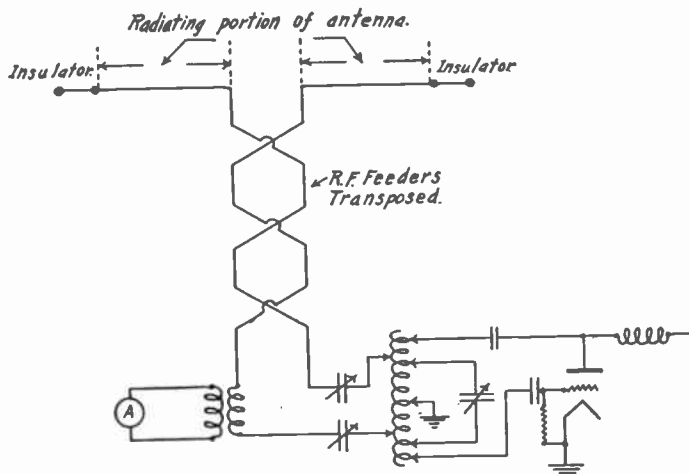 Radiating portion of antenna.
Insulator.
Insulator
R.F. Feeders
Transposed.
A